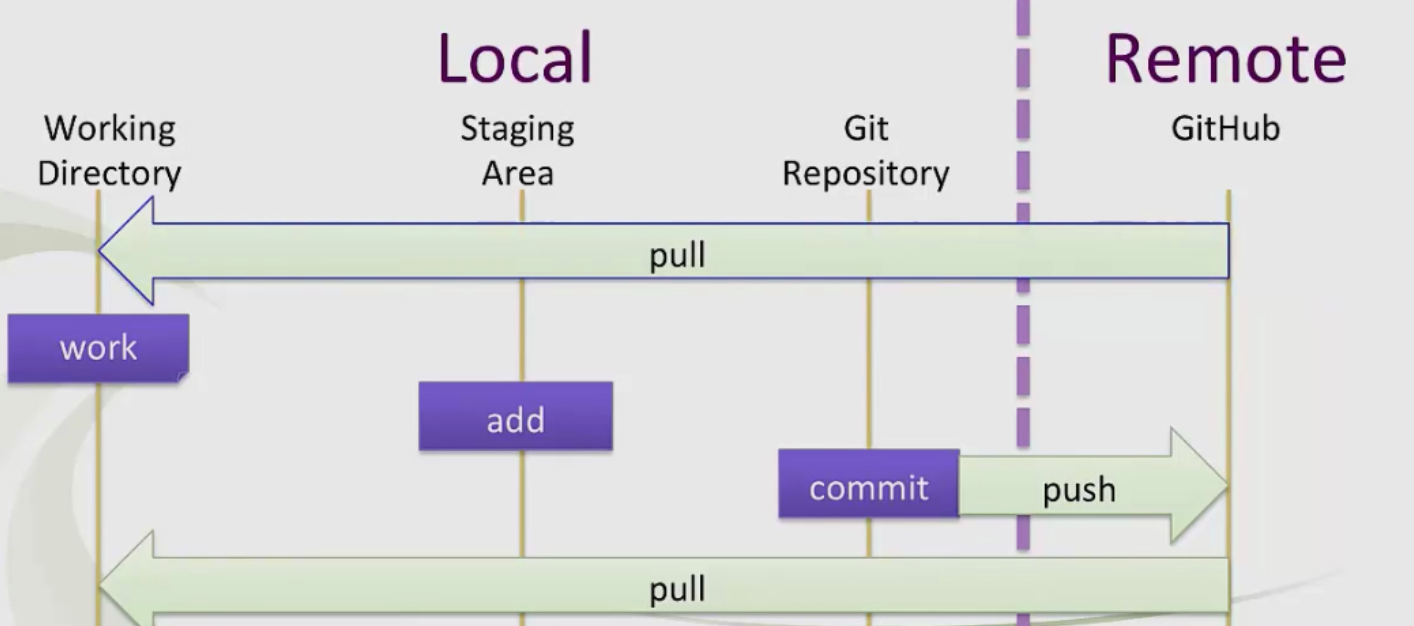 Local
Remote
Working
Directory
Staging
Area
Git
Repository
GitHub
pull
work
add
commit
push
pull